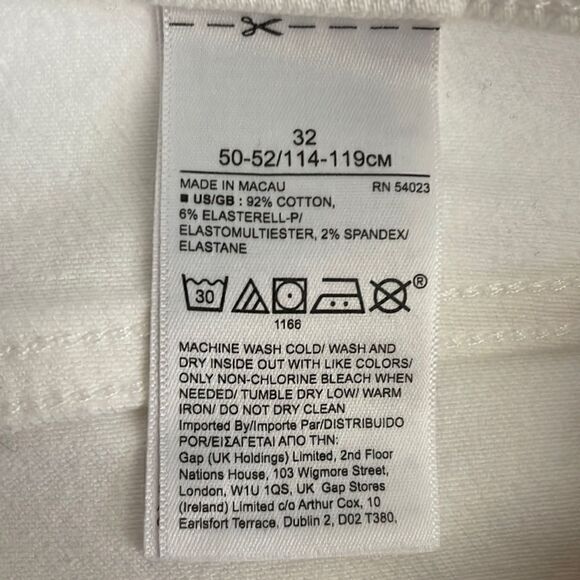 32
50-52/114-119CM
MADE IN MACAU RN 54023
■ US/GB : 92% COTTON,
6% ELASTERELL-P/
ELASTOMULTIESTER, 2% SPANDEX/
ELASTANE
30 ®
1166
MACHINE WASH COLD/ WASH AND
DRY INSIDE OUT WITH LIKE COLORS/
ONLY NON-CHLORINE BLEACH WHEN
NEEDED/ TUMBLE DRY LOW/ WARM
IRON/ DO NOT DRY CLEAN
Imported By/Importe Par/DISTRIBUIDO
POR/ΕΙΣΑΓΕΤΑΙ ΑΠΟ ΤΗΝ:
Gap (UK Holdings) Limited, 2nd Floor
Nations House, 103 Wigmore Street,
London, W1U 1QS, UK Gap Stores
(Ireland) Limited c/o Arthur Cox, 10
Earlsfort Terrace, Dublin 2, D02 T380,